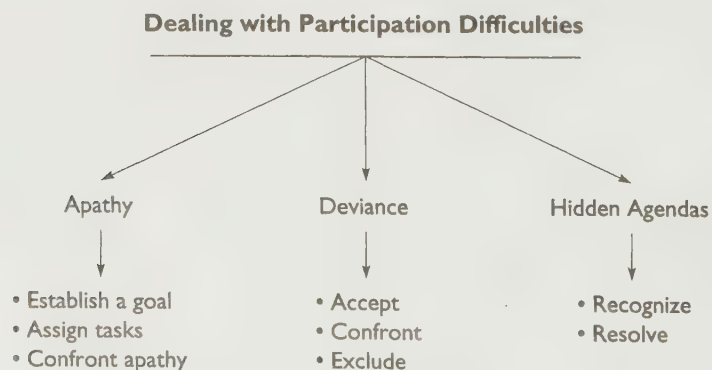 Dealing with Participation Difficulties
Apathy
• Establish a goal
• Assign tasks
• Confront apathy
Deviance
• Accept
• Confront
• Exclude
Hidden Agendas
• Recognize
• Resolve